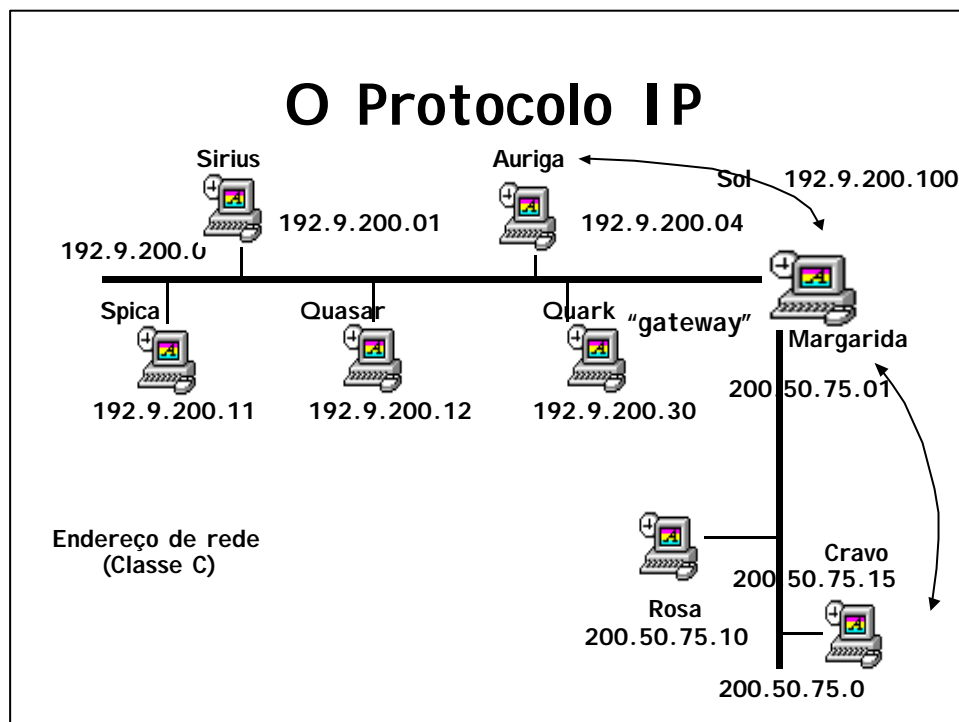 O Protocolo IP
Sirius
Auriga
Sol 192.9.200.100
192.9.200.01
192.9.200.04
192.9.200.0
Spica
Quasar
Quark
“gateway”
Margarida
192.9.200.11
192.9.200.12
192.9.200.30
200.50.75.01
Endereço de rede
(Classe C)
Cravo
200.50.75.15
Rosa
200.50.75.10
200.50.75.0